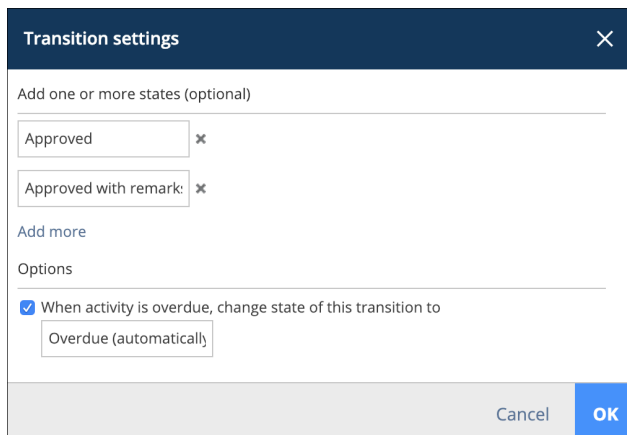 Transition settings
Add one or more states (optional)
Approved
Approved with remark
Add more
Options
When activity is overdue, change state of this transition to
Overdue (automatically
Cancel
OK